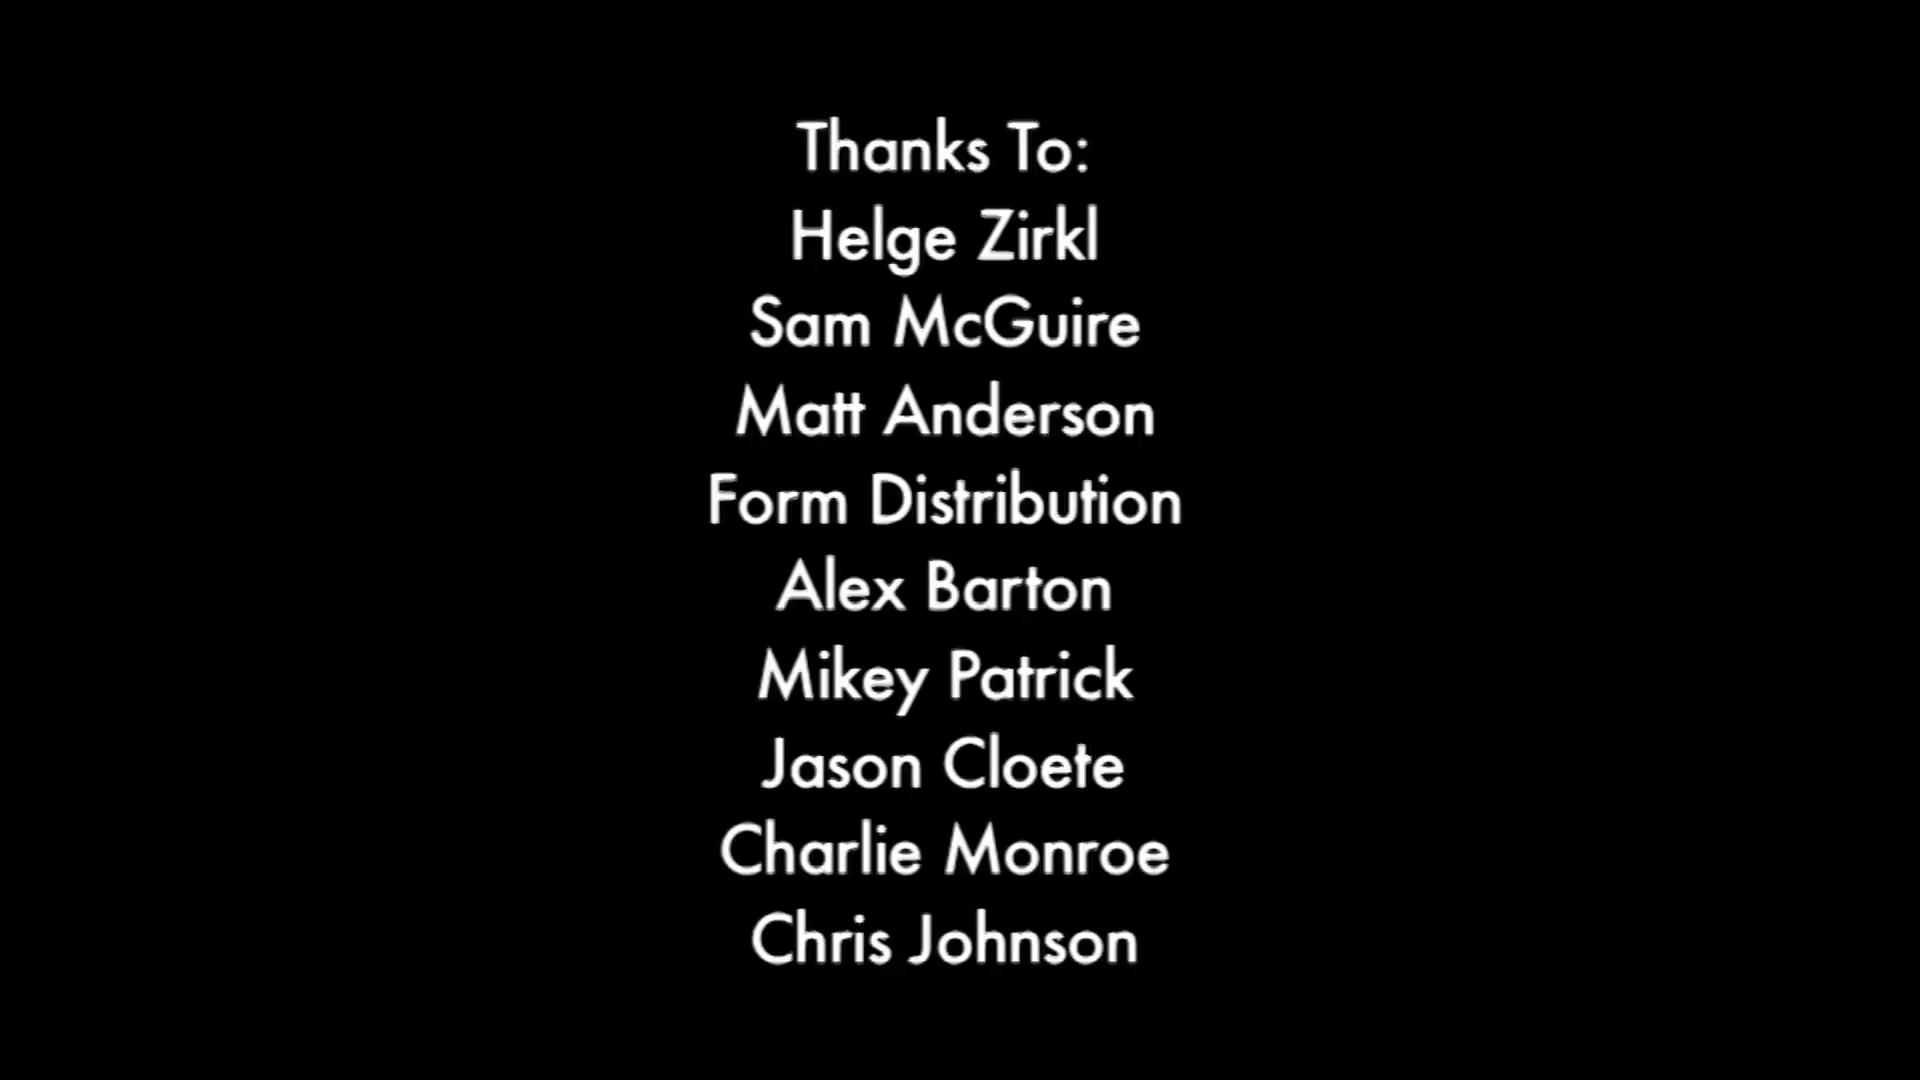 Thanks To:
Helge Zirkl
Sam McGuire
Matt Anderson
Form Distribution
Alex Barton
Mikey Patrick
Jason Cloete
Charlie Monroe
Chris Johnson